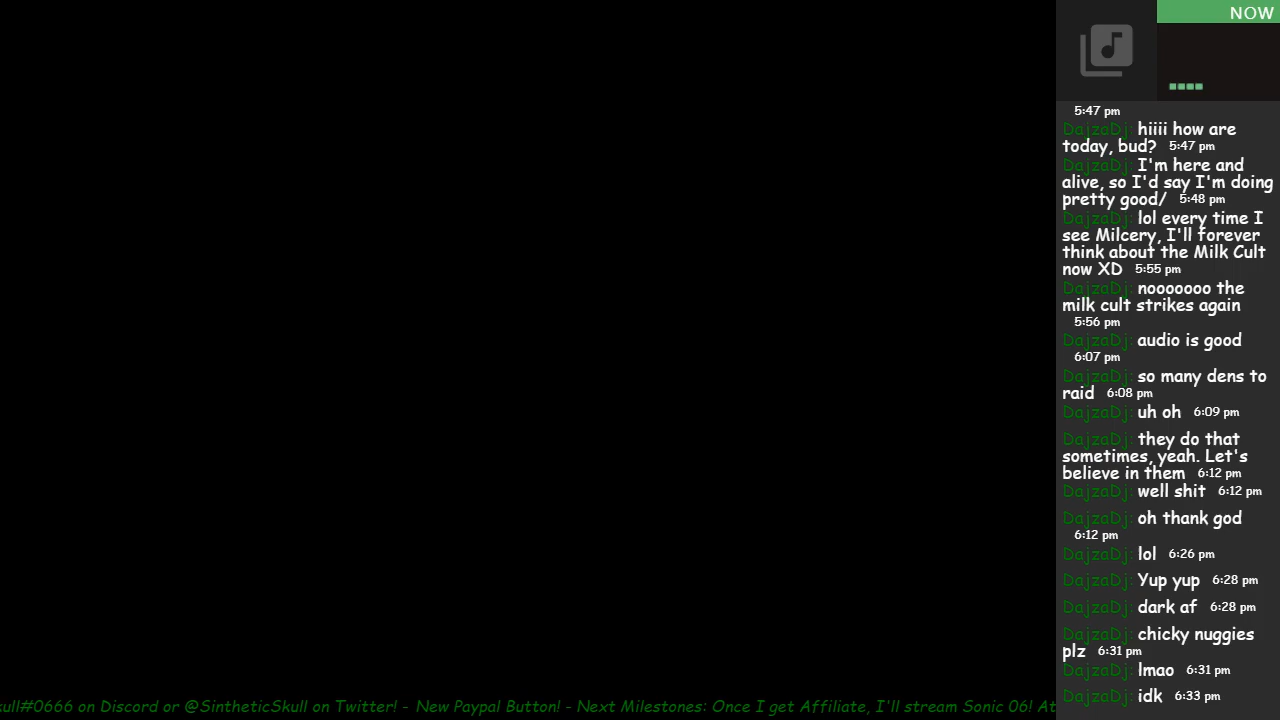 NOW
5:47 pm
DajzaDj: hiiii how are
today, bud? 5:47 pm
DajzaDj: I'm here and
alive, so I'd say I'm doing
pretty good/ 5:48 pm
DajzaDj: lol every time I
see Milcery, I'll forever
think about the Milk Cult
now XD 5:55 pm
DajzaDj: nooooooo the
milk cult strikes again
5:56 pm
DajzaDj: audio is good
6:07 pm
DajzaDj: so many dens to
raid 6:08 pm
DajzaDj: uh oh 6:09 pm
DajzaDj: they do that
sometimes, yeah. Let's
believe in them 6:12 pm
DajzaDj: well shit 6:12 pm
DajzaDj: oh thank god
6:12 pm
DajzaDj: lol 6:26 pm
DajzaDj: Yup yup 6:28 pm
DajzaDj: dark af 6:28 pm
DajzaDj: chicky nuggies
plz 6:31 pm
DajzaDj: lmao 6:31 pm
DajzaDj: idk 6:33 pm
kull#0666 on Discord or @SintheticSkull on Twitter! - New Paypal Button! - Next Milestones: Once I get Affiliate, I'll stream Sonic 06! At